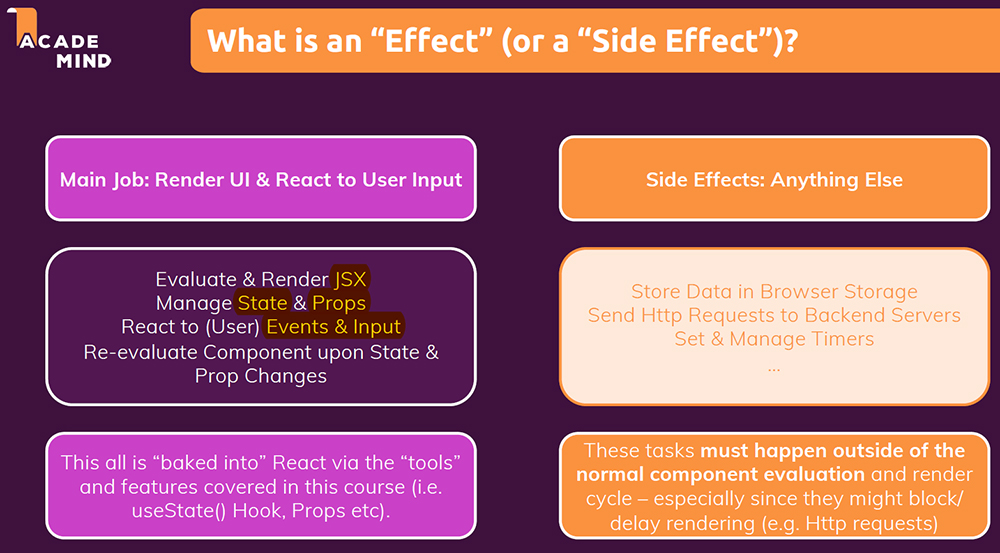 ACADE
MIND
What is an “Effect” (or a “Side Effect”)?
Main Job: Render UI & React to User Input
Evaluate & Render JSX
Manage State & Props
React to (User) Events & Input
Re-evaluate Component upon State &
Prop Changes
This all is “baked into” React via the “tools”
and features covered in this course (i.e.
useState() Hook, Props etc).
Side Effects: Anything Else
Store Data in Browser Storage
Send Http Requests to Backend Servers
Set & Manage Timers
...
These tasks must happen outside of the
normal component evaluation and render
cycle – especially since they might block/
delay rendering (e.g. Http requests)